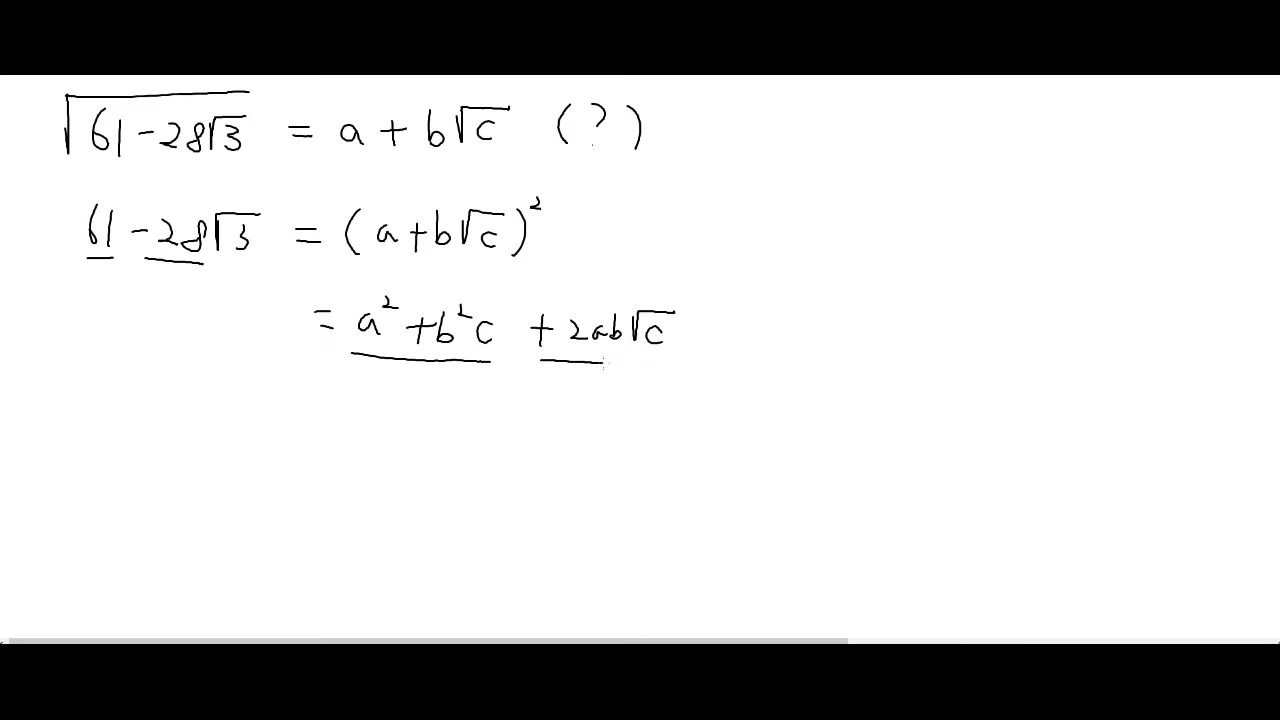 √(61-28√3) = a + b√c (?)
61 - 28√3 = (a+b√c)²
= a² + b²c + 2ab√c